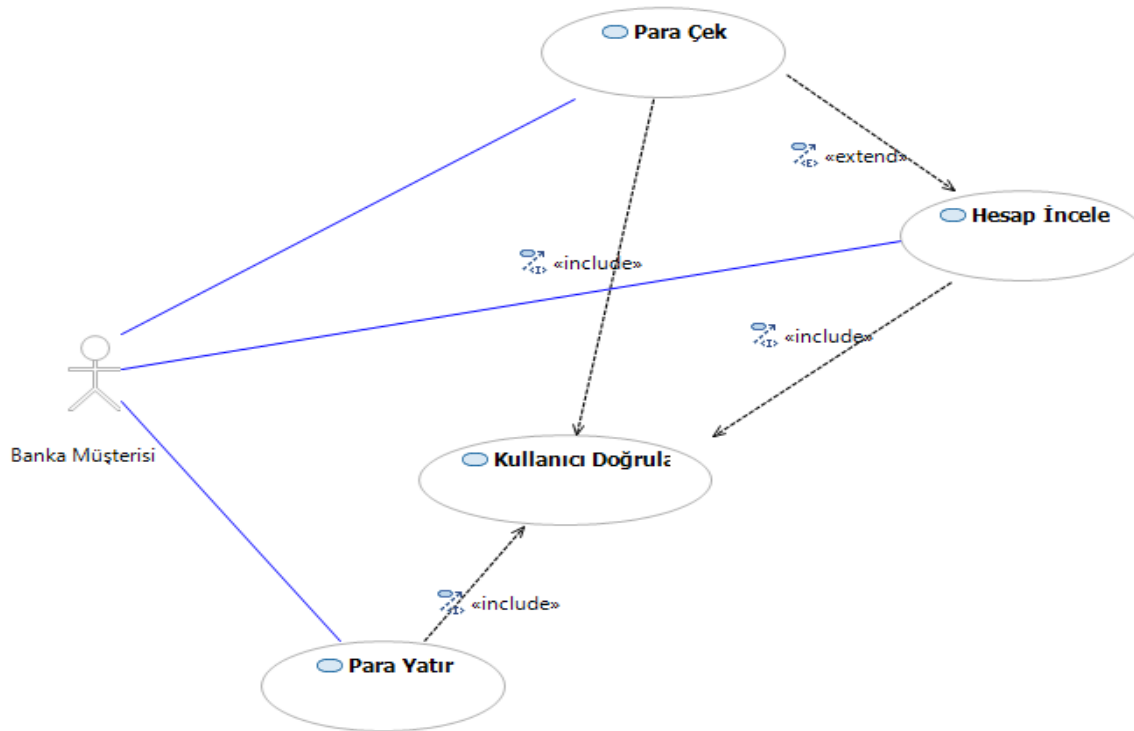 Para Çek
«extend»
Hesap İncele
«include»
«include»
Banka Müşterisi
Kullanıcı Doğrula
«include»
Para Yatır